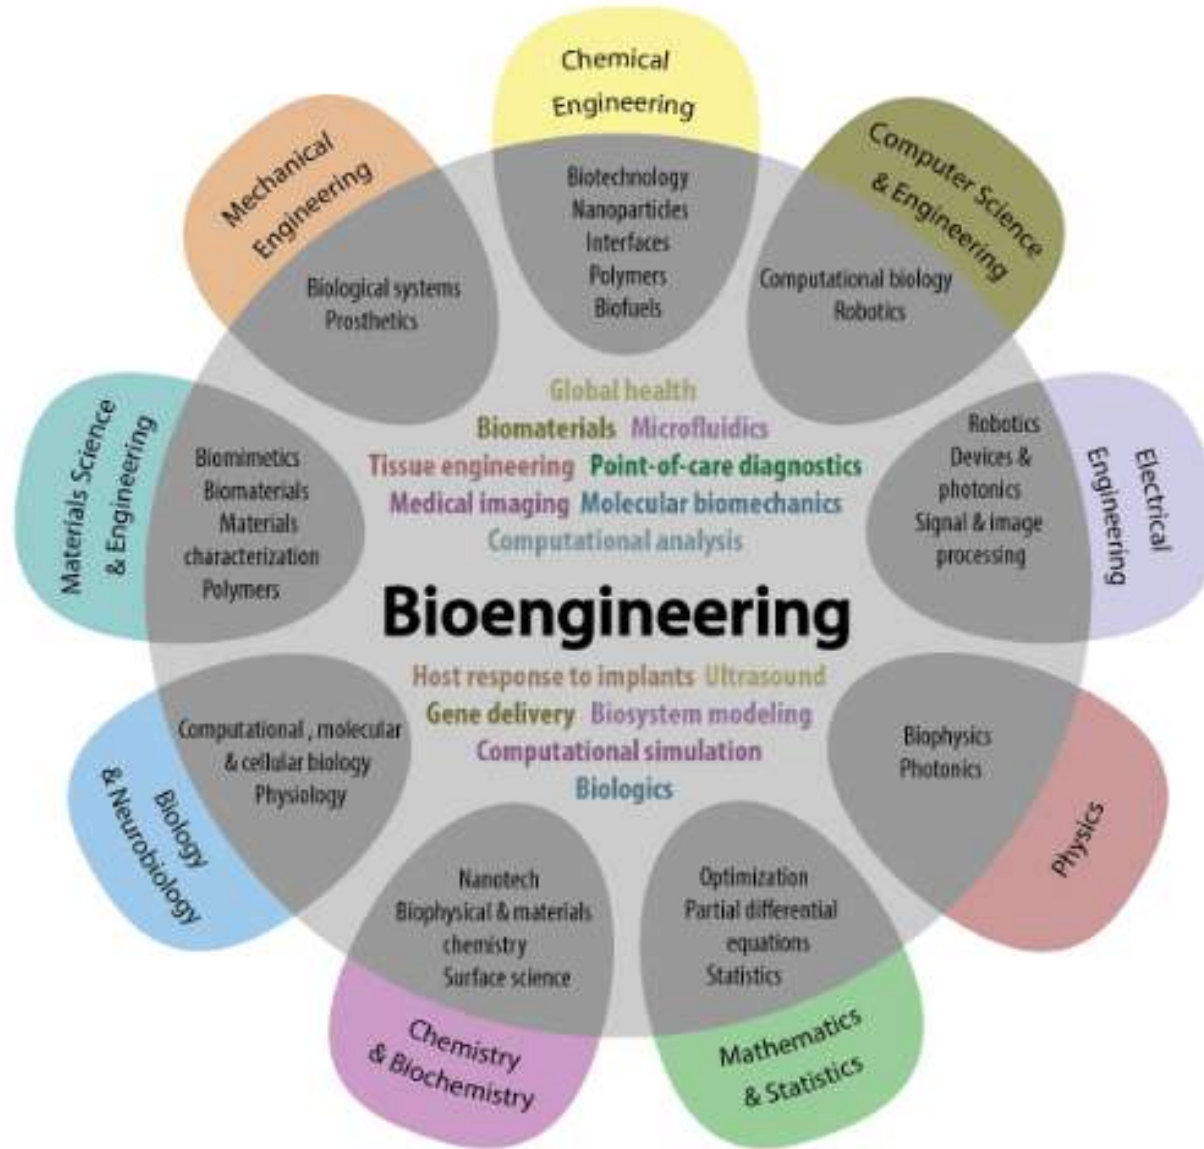 Chemical
Engineering
Biotechnology
Nanoparticles
Interfaces
Polymers
Biofuels
Computer Science
& Engineering
Computational biology
Robotics
Electrical
Engineering
Robotics
Devices &
photonics
Signal & image
processing
Physics
Biophysics
Photonics
Mathematics
& Statistics
Optimization
Partial differential
equations
Statistics
Chemistry
& Biochemistry
Nanotech
Biophysical & materials
chemistry
Surface science
Biology
& Neurobiology
Computational , molecular
& cellular biology
Physiology
Materials Science
& Engineering
Biomimetics
Biomaterials
Materials
characterization
Polymers
Mechanical
Engineering
Biological systems
Prosthetics
Global health
Biomaterials Microfluidics
Tissue engineering Point-of-care diagnostics
Medical imaging Molecular biomechanics
Computational analysis
Bioengineering
Host response to implants Ultrasound
Gene delivery Biosystem modeling
Computational simulation
Biologics